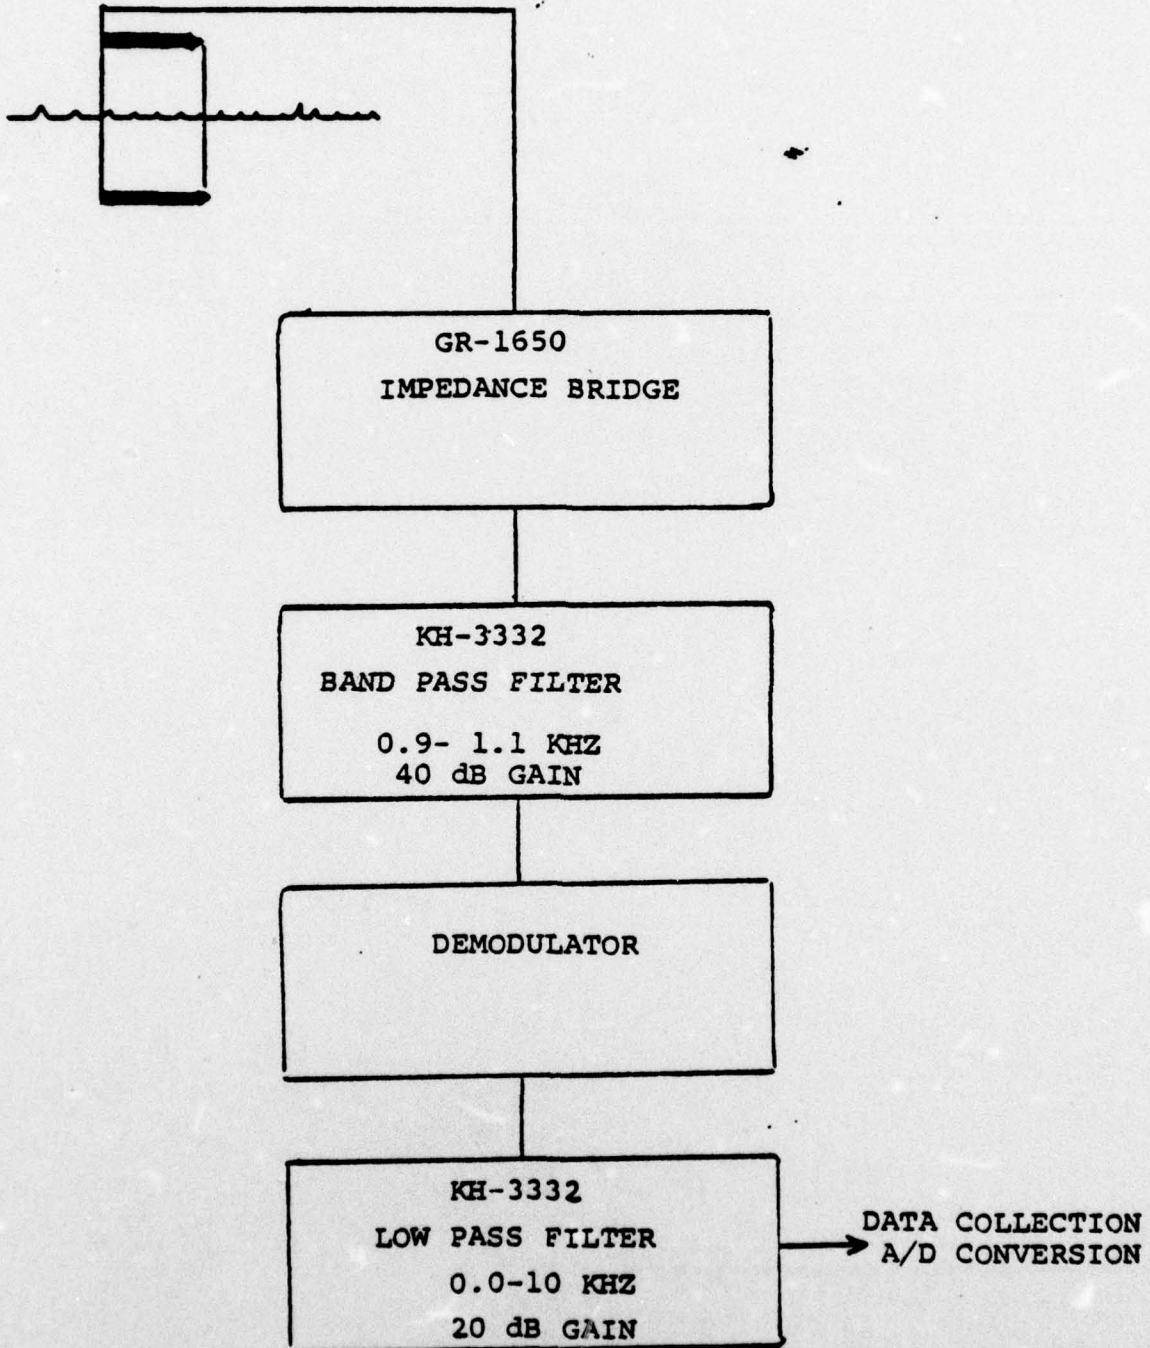 GR-1650
IMPEDANCE BRIDGE
KH-3332
BAND PASS FILTER
0.9- 1.1 KHZ
40 dB GAIN
DEMODULATOR
KH-3332
LOW PASS FILTER
0.0-10 KHZ
20 dB GAIN
DATA COLLECTION
A/D CONVERSION